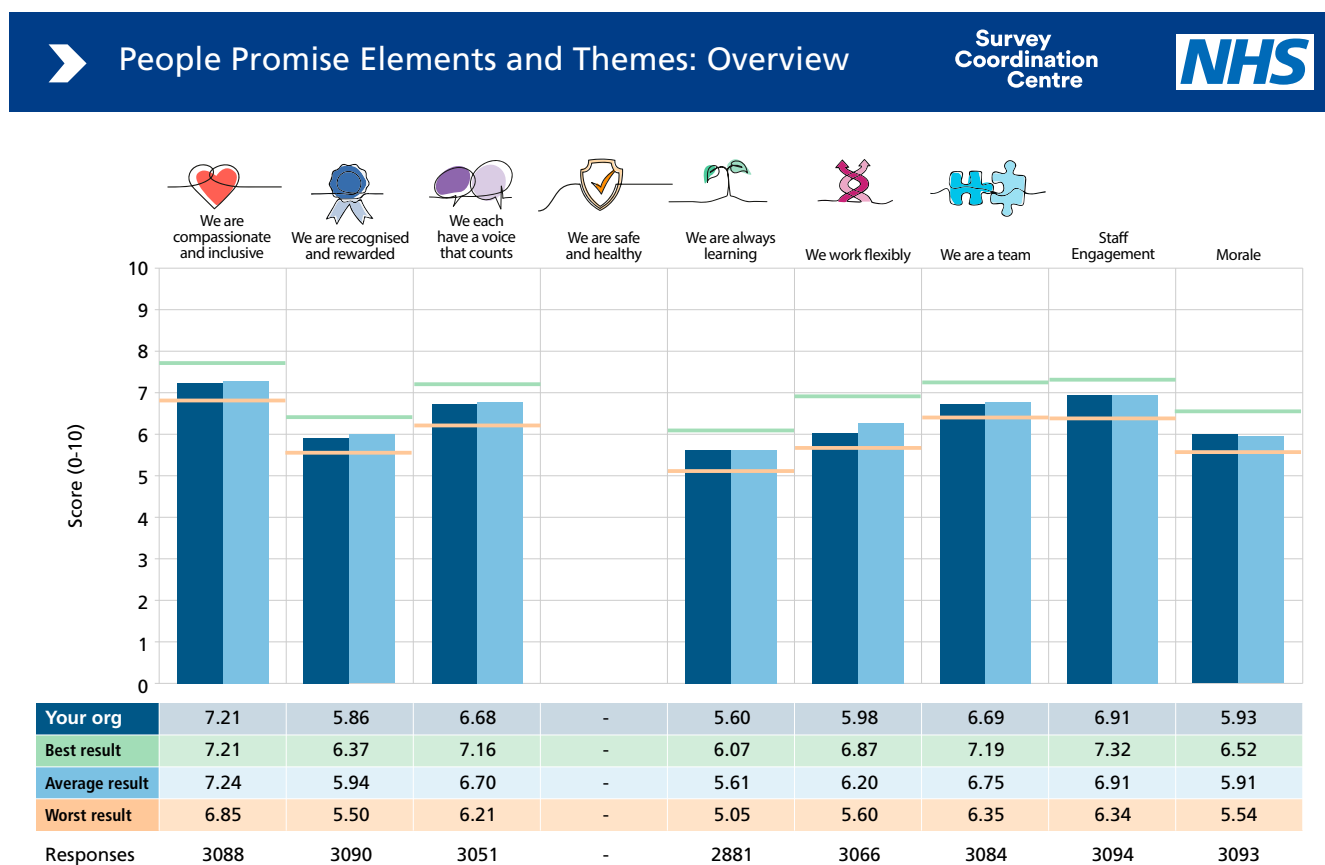 People Promise Elements and Themes: Overview
Survey
Coordination
Centre
NHS
We are
compassionate
and inclusive
We are recognised
and rewarded
We each
have a voice
that counts
We are safe
and healthy
We are always
learning
We work flexibly
We are a team
Staff
Engagement
Morale
Score (0-10)
10
9
8
7
6
5
4
3
2
1
0
Your org 7.21 5.86 6.68 - 5.60 5.98 6.69 6.91 5.93
Best result 7.21 6.37 7.16 - 6.07 6.87 7.19 7.32 6.52
Average result 7.24 5.94 6.70 - 5.61 6.20 6.75 6.91 5.91
Worst result 6.85 5.50 6.21 - 5.05 5.60 6.35 6.34 5.54
Responses 3088 3090 3051 - 2881 3066 3084 3094 3093